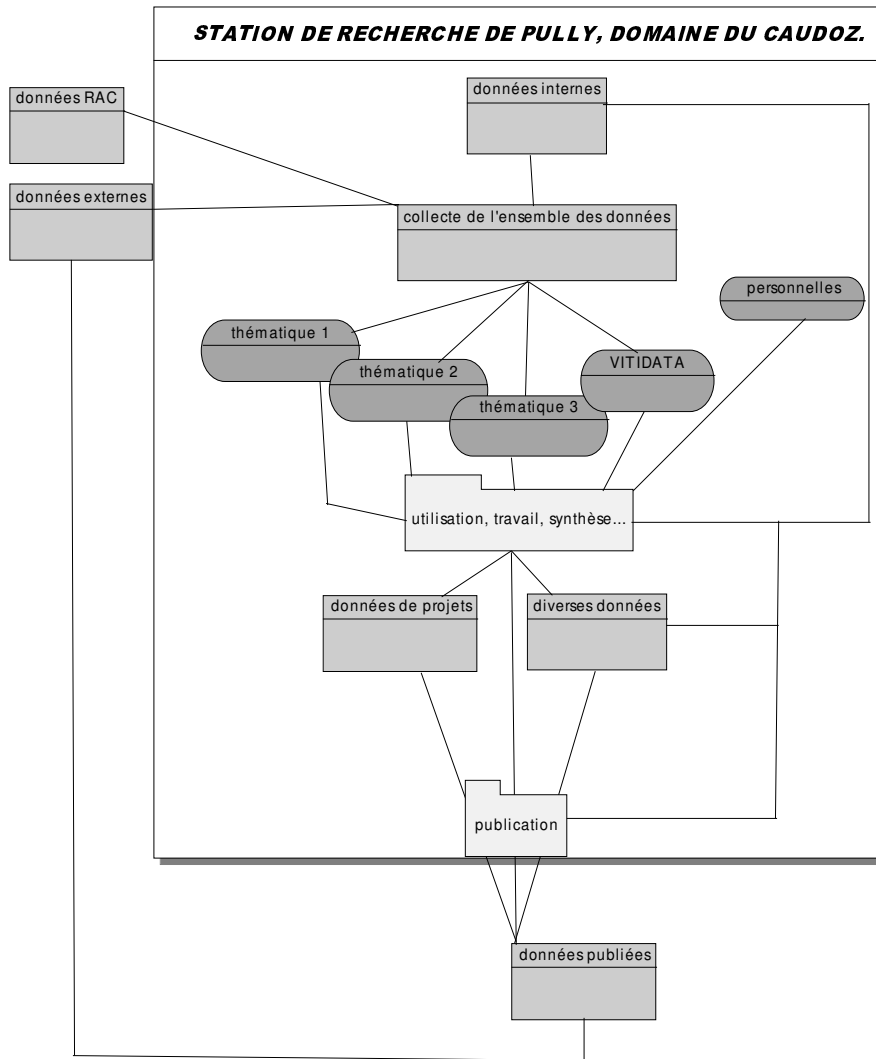 STATION DE RECHERCHE DE PULLY, DOMAINE DU CAUDOZ.
données RAC
données internes
données externes
collecte de l'ensemble des données
personnelles
thématique 1
VITIDATA
thématique 2
thématique 3
utilisation, travail, synthèse...
données de projets
diverses données
publication
données publiées